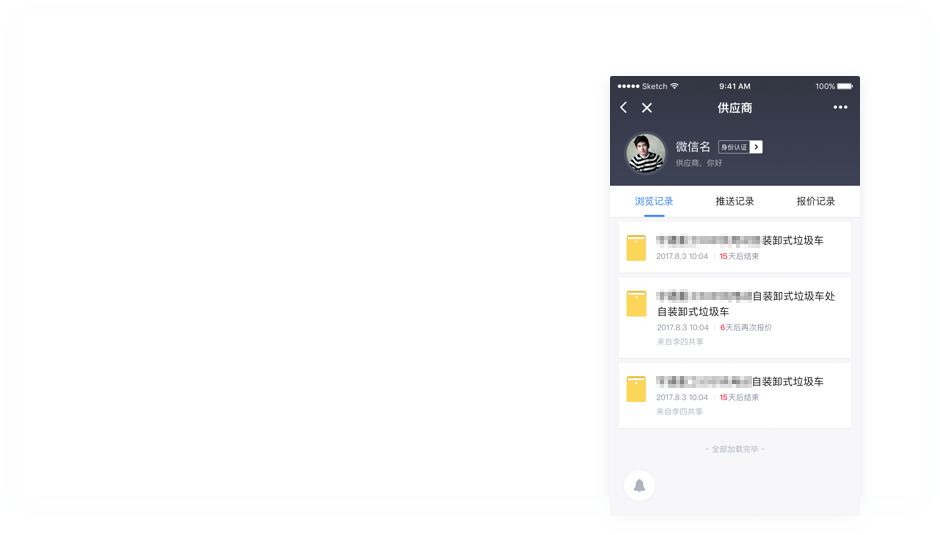 Sketch 9:41 AM 100%
供应商
微信名 身份认证
供应商，你好
浏览记录 推送记录 报价记录
装卸式垃圾车
2017.8.3 10:04 | 15天后结束
自装卸式垃圾车处
自装卸式垃圾车
2017.8.3 10:04 | 6天后再次报价
来自李四共享
自装卸式垃圾车
2017.8.3 10:04 | 15天后结束
来自李四共享
~ 全部加载完毕 ~